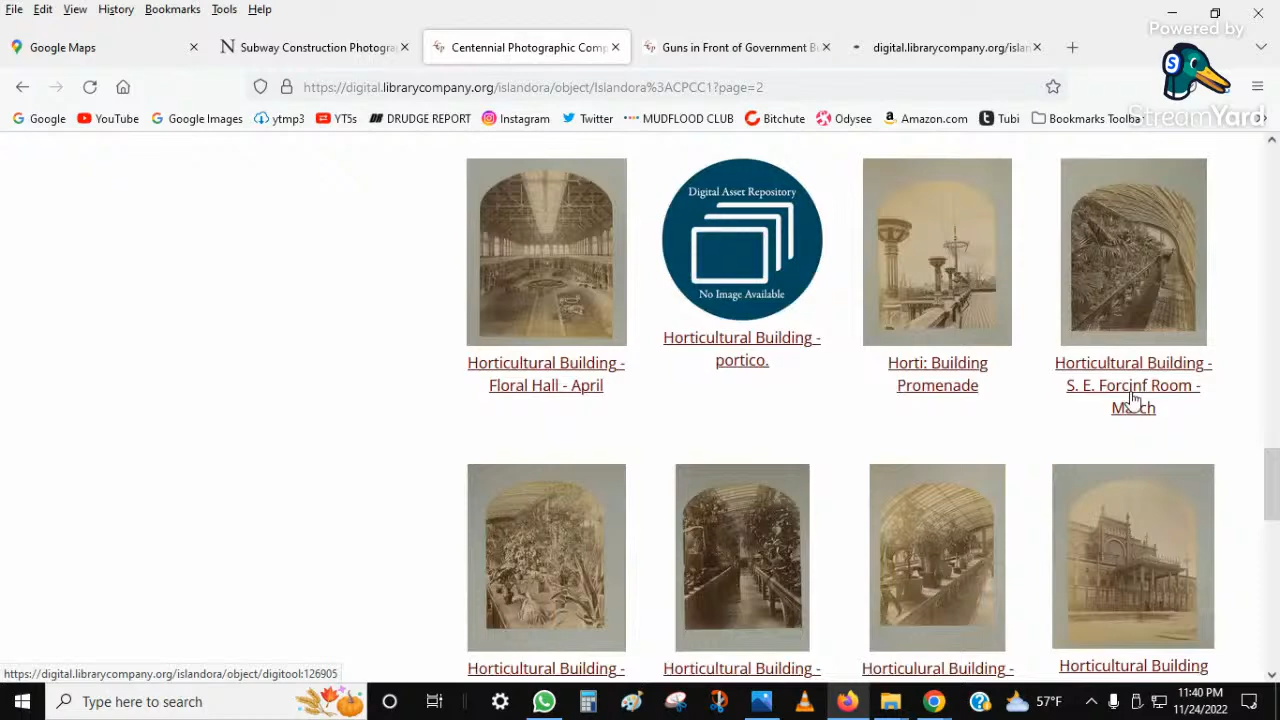 File Edit View History Bookmarks Tools Help
Powered by
Google Maps
Subway Construction Photogra
Centennial Photographic Comp
Guns in Front of Government B
digital.librarycompany.org/islan
https://digital.librarycompany.org/islandora/object/Islandora%3ACPCC1?page=2
StreamYard
Google YouTube Google Images ytmp3 YT5s DRUDGE REPORT Instagram Twitter MUDFLOOD CLUB Bitchute Odysee Amazon.com Tubi Bookmarks Toolba
Digital Asset Repository
No Image Available
Horticultural Building -
Floral Hall - April
Horticultural Building -
portico.
Horti: Building
Promenade
Horticultural Building -
S. E. Forcinf Room -
March
Horticultural Building -
Horticultural Building -
Horticulural Building -
Horticultural Building
https://digital.librarycompany.org/islandora/object/digitool:126905
Type here to search
57°F
11:40 PM
11/24/2022